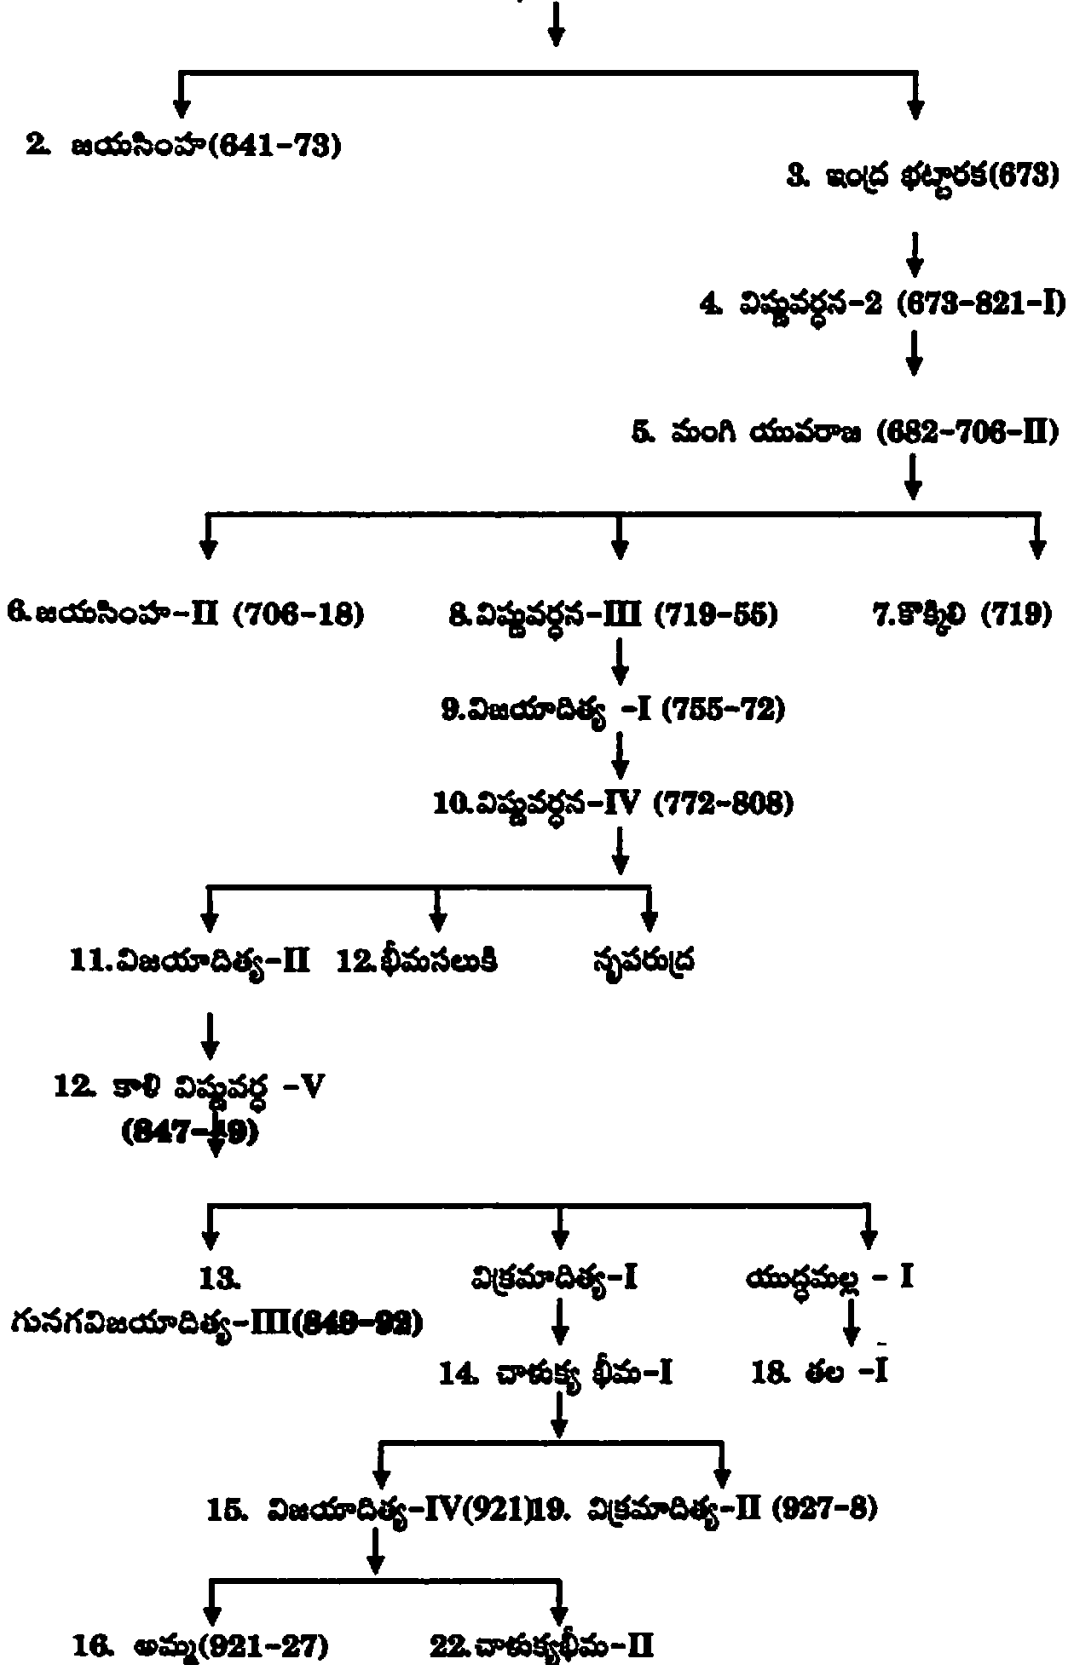 2. జయసింహ(641-73)
3. ఇంద్ర భట్టారక(673)
4. విష్ణువర్ధన-2 (673-821-I)
5. మంగి యువరాజ (682-706-II)
6.జయసింహ-II (706-18) 8.విష్ణువర్ధన-III (719-55) 7.కొక్కిలి (719)
9.విజయాదిత్య -I (755-72)
10.విష్ణువర్ధన-IV (772-808)
11.విజయాదిత్య-II 12.భీమసలుకి నృపరుద్ర
12. కాళి విష్ణువర్ధ -V
(847-49)
13. విక్రమాదిత్య-I యుద్ధమల్ల - I
గునగవిజయాదిత్య-III(849-92)
14. చాళుక్య భీమ-I 18. తల -I
15. విజయాదిత్య-IV(921)19. విక్రమాదిత్య-II (927-8)
16. అమ్మ(921-27) 22.చాళుక్యభీమ-II